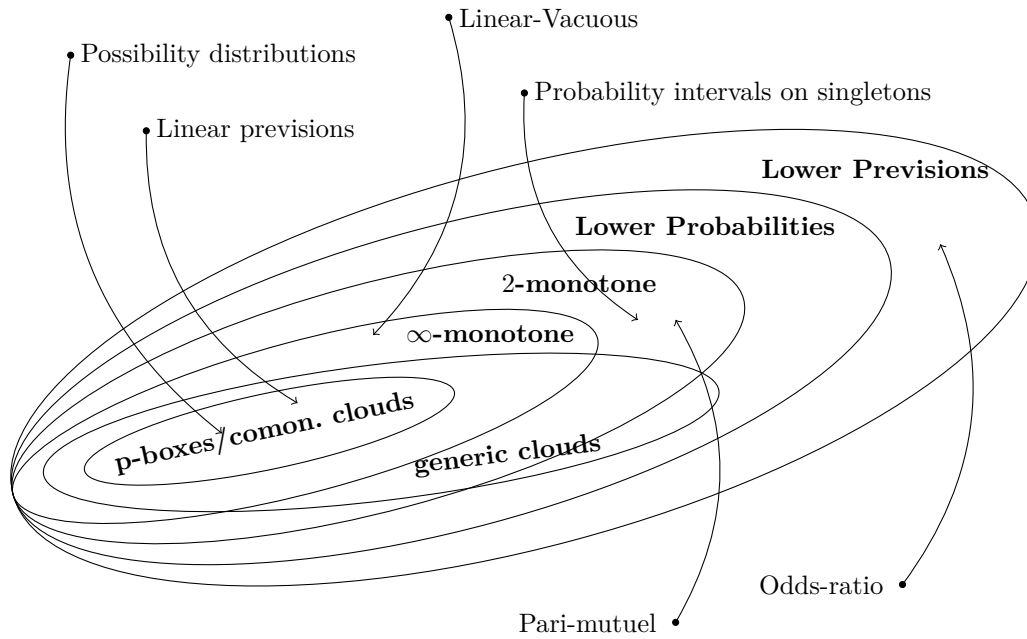 Linear-Vacuous
Possibility distributions
Probability intervals on singletons
Linear previsions
Lower Previsions
Lower Probabilities
2-monotone
∞-monotone
p-boxes/comon. clouds
generic clouds
Odds-ratio
Pari-mutuel